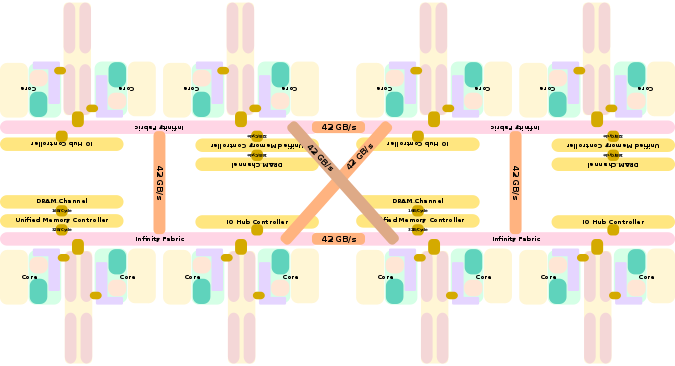 Core Core Core Core Core Core Core Core
Infinity Fabric 42 GB/s Infinity Fabric
IO Hub Controller Unified Memory Controller IO Hub Controller Unified Memory Controller
DRAM Channel DRAM Channel
42 GB/s 42 GB/s 42 GB/s 42 GB/s
DRAM Channel DRAM Channel
Unified Memory Controller IO Hub Controller Unified Memory Controller IO Hub Controller
Infinity Fabric 42 GB/s Infinity Fabric
Core Core Core Core Core Core Core Core